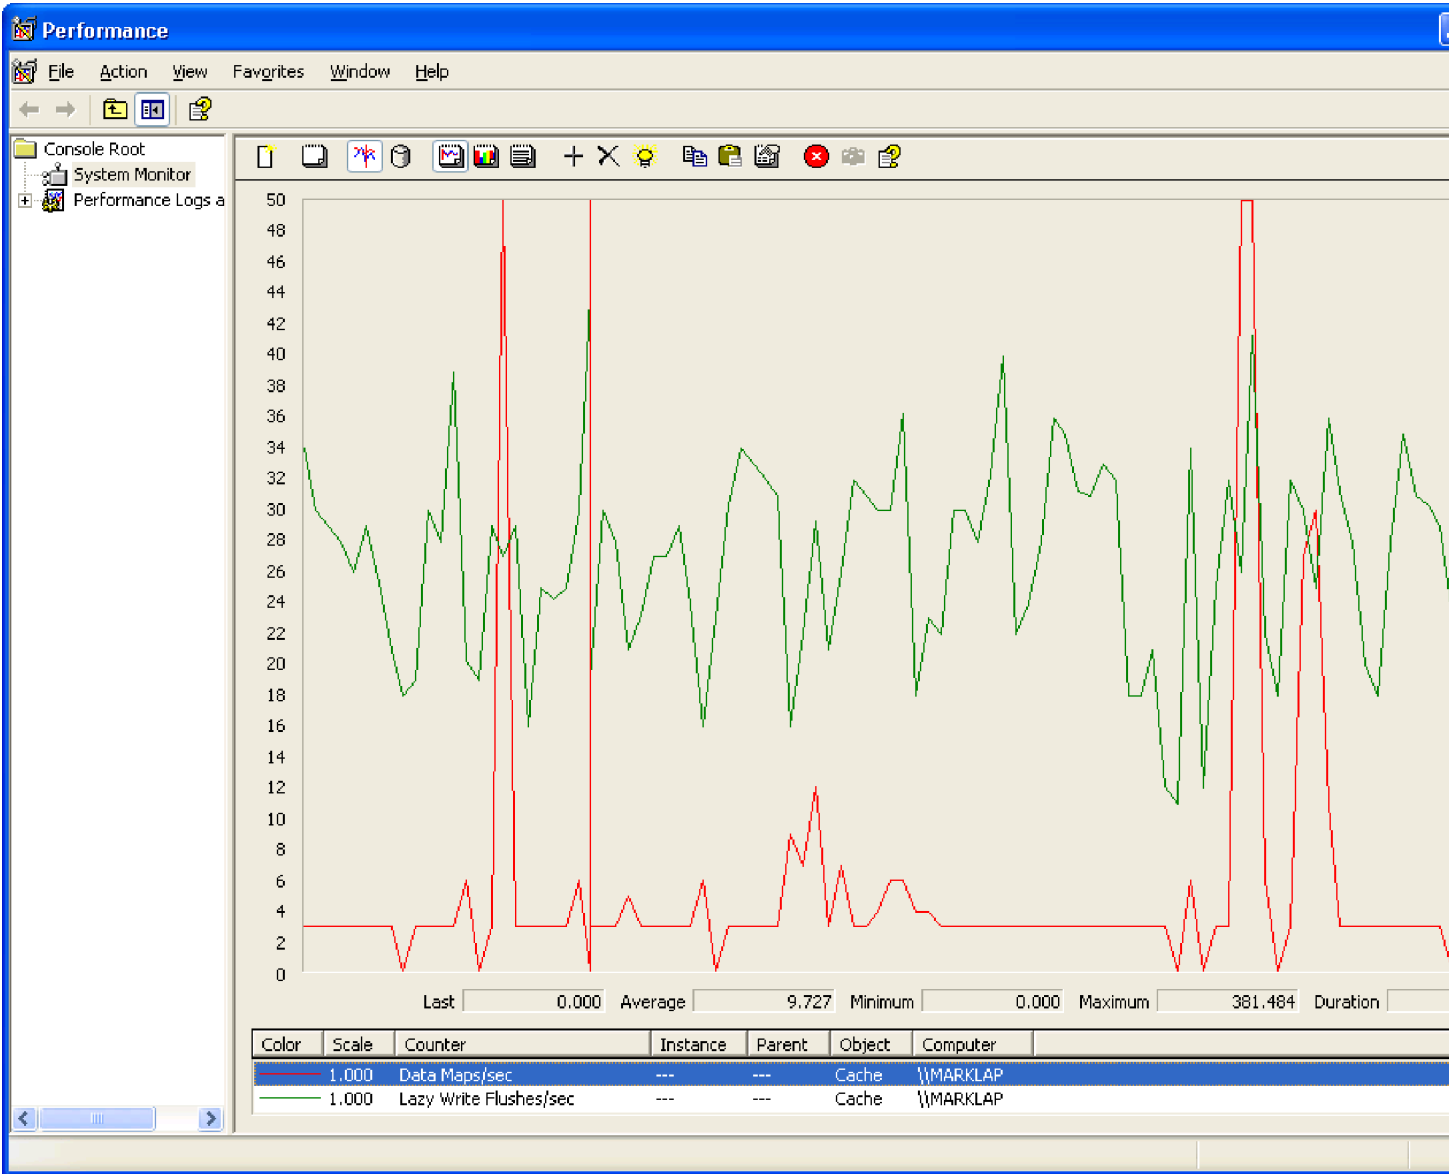 Performance
File Action View Favorites Window Help
Console Root
System Monitor
Performance Logs a
50
48
46
44
42
40
38
36
34
32
30
28
26
24
22
20
18
16
14
12
10
8
6
4
2
0
Last 0.000 Average 9.727 Minimum 0.000 Maximum 381.484 Duration
Color Scale Counter Instance Parent Object Computer
1.000 Data Maps/sec --- --- Cache \\MARKLAP
1.000 Lazy Write Flushes/sec --- --- Cache \\MARKLAP